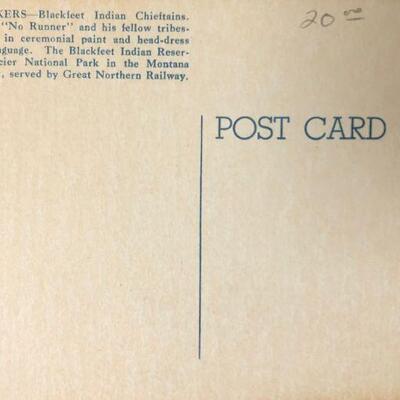 KERS—Blackfeet Indian Chieftains.
"No Runner" and his fellow tribes-
in ceremonial paint and head-dress
nguage. The Blackfeet Indian Reser-
cier National Park in the Montana
, served by Great Northern Railway.
20 00
POST CARD